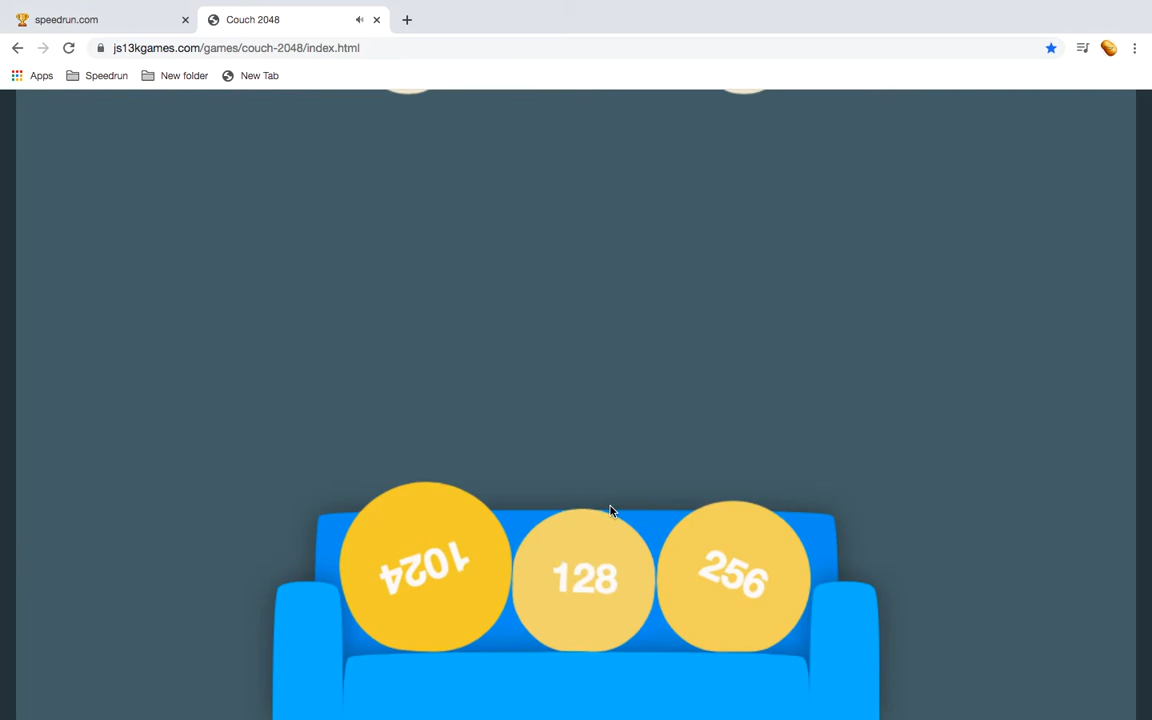 speedrun.com
Couch 2048
js13kgames.com/games/couch-2048/index.html
Apps
Speedrun
New folder
New Tab
1024
128
256